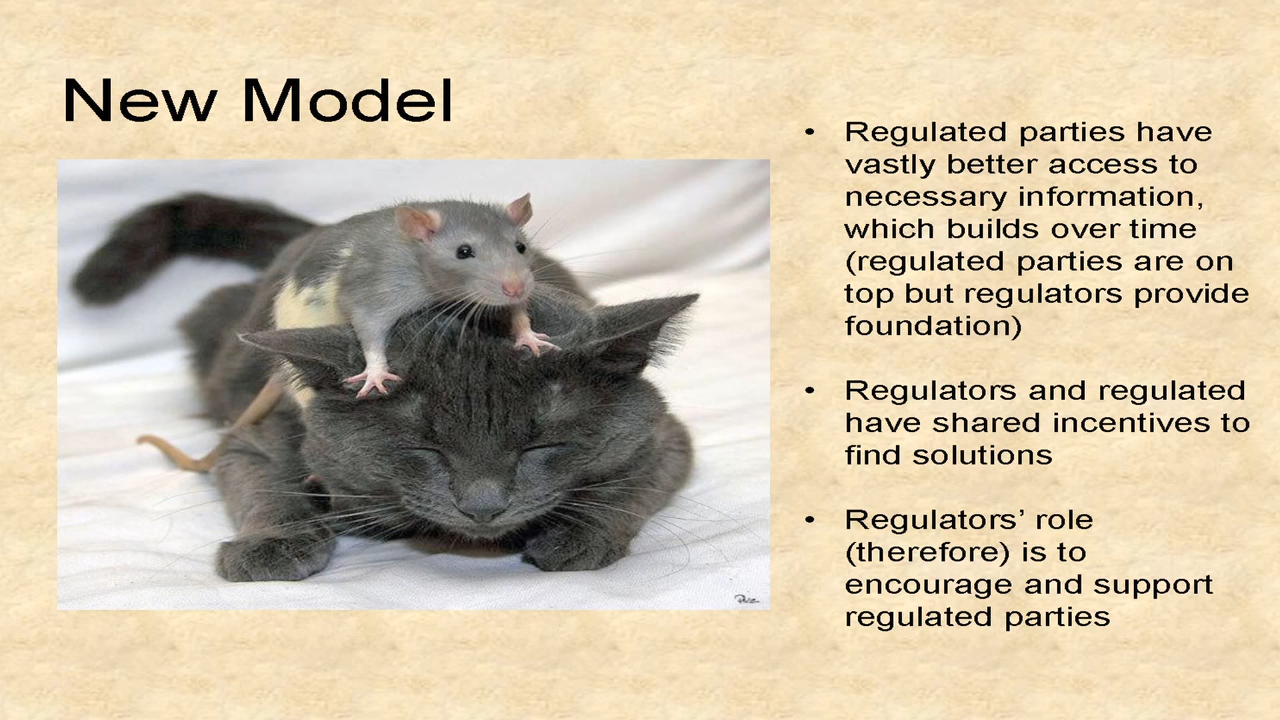 New Model
• Regulated parties have
vastly better access to
necessary information,
which builds over time
(regulated parties are on
top but regulators provide
foundation)
• Regulators and regulated
have shared incentives to
find solutions
• Regulators’ role
(therefore) is to
encourage and support
regulated parties